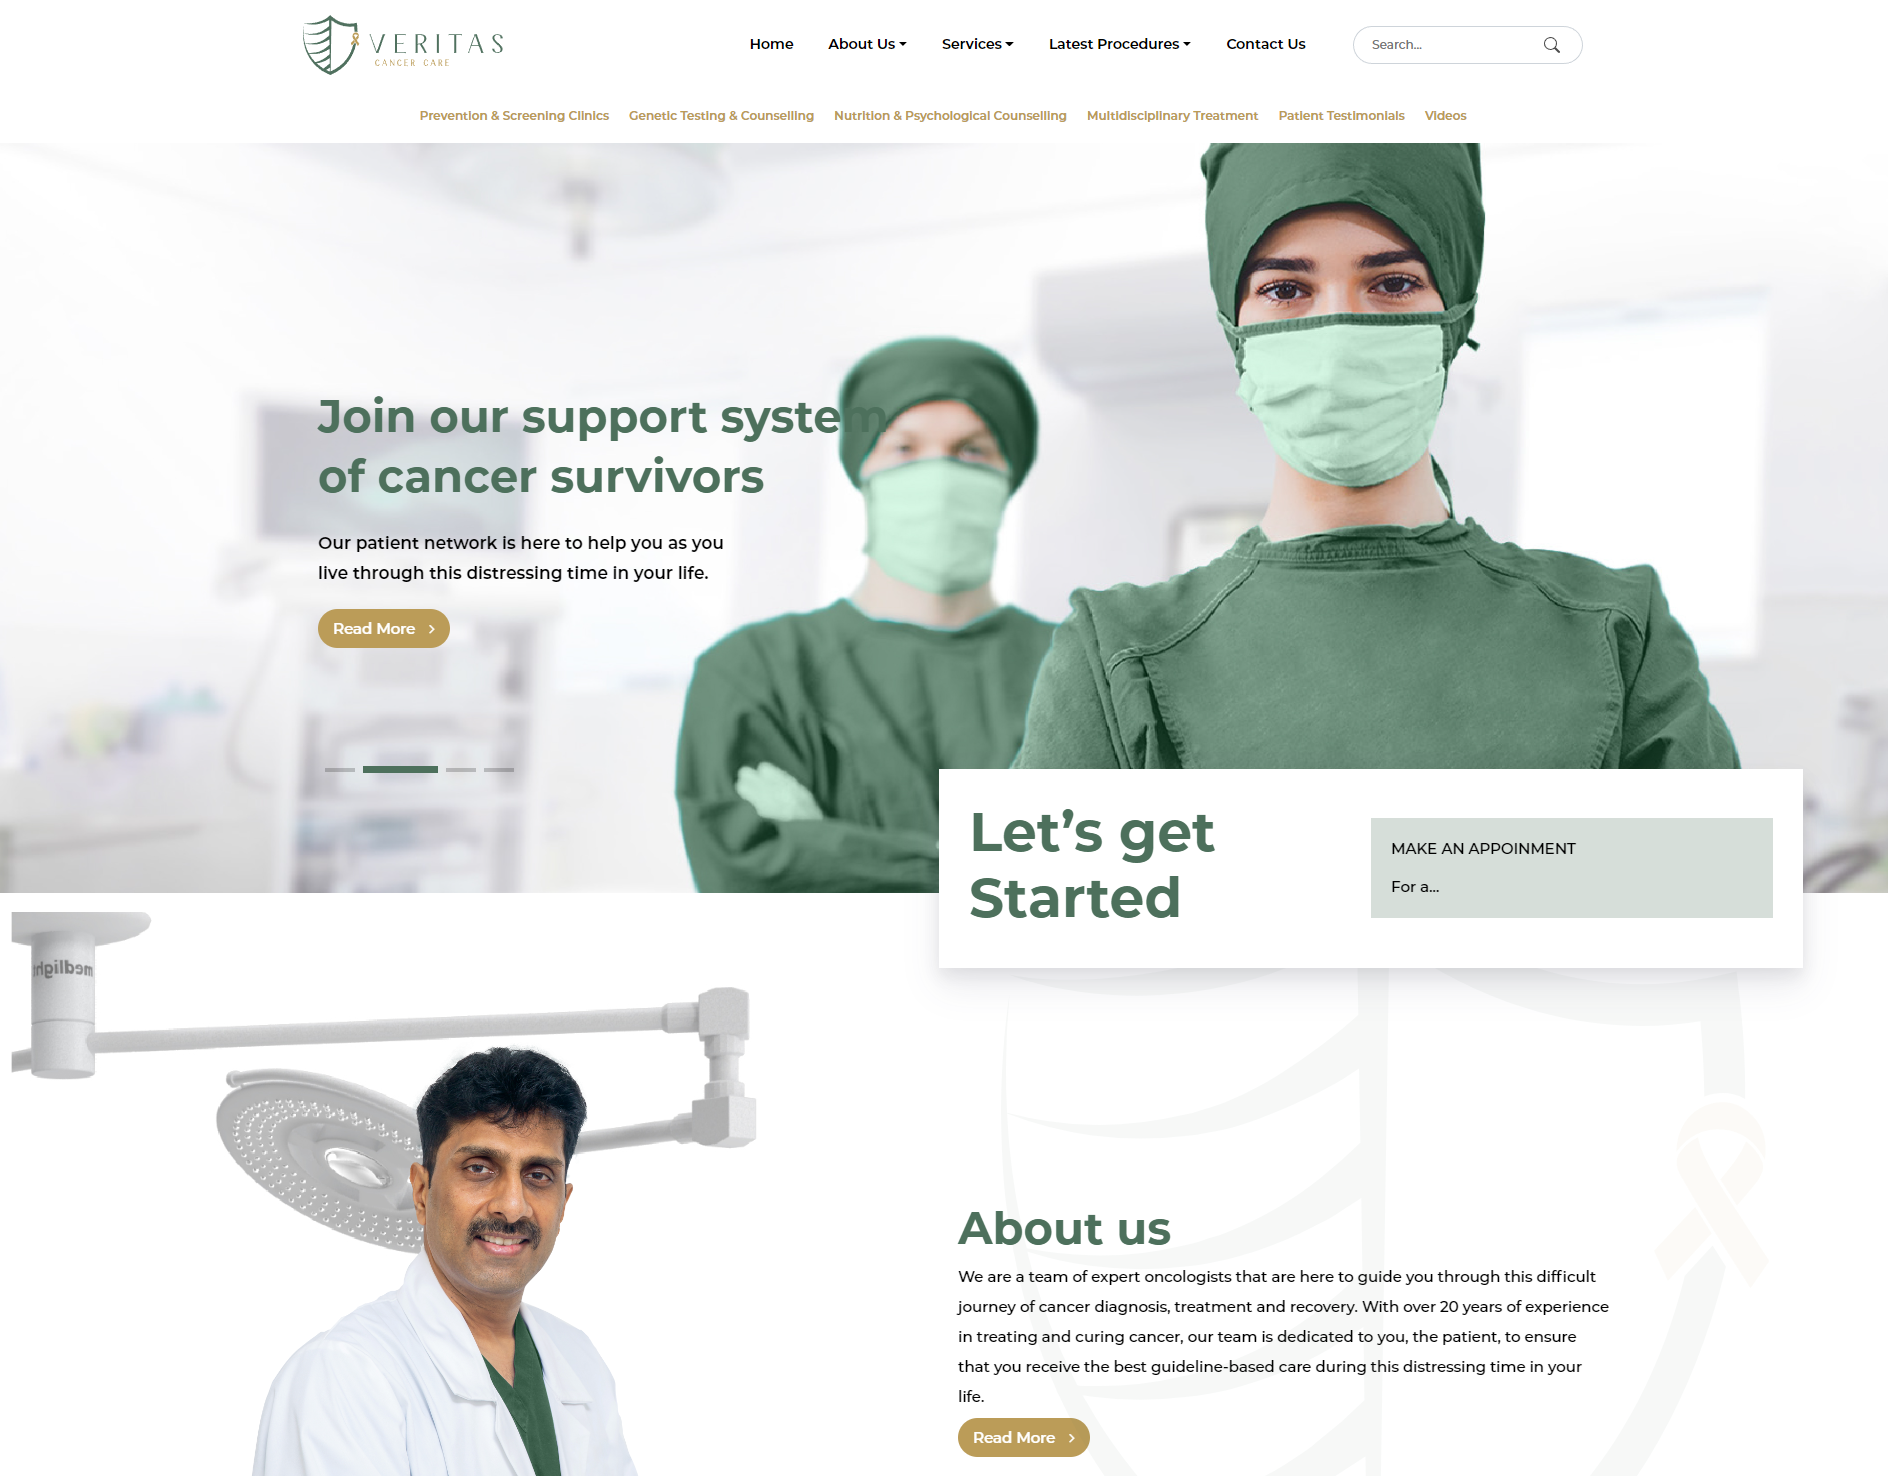 VERITAS
CANCER CARE
Home
About Us
Services
Latest Procedures
Contact Us
Search...
Prevention & Screening Clinics
Genetic Testing & Counselling
Nutrition & Psychological Counselling
Multidisciplinary Treatment
Patient Testimonials
Videos
Join our support system
of cancer survivors
Our patient network is here to help you as you
live through this distressing time in your life.
Read More
Let’s get
Started
MAKE AN APPOINMENT
For a...
medlight
About us
We are a team of expert oncologists that are here to guide you through this difficult
journey of cancer diagnosis, treatment and recovery. With over 20 years of experience
in treating and curing cancer, our team is dedicated to you, the patient, to ensure
that you receive the best guideline-based care during this distressing time in your
life.
Read More